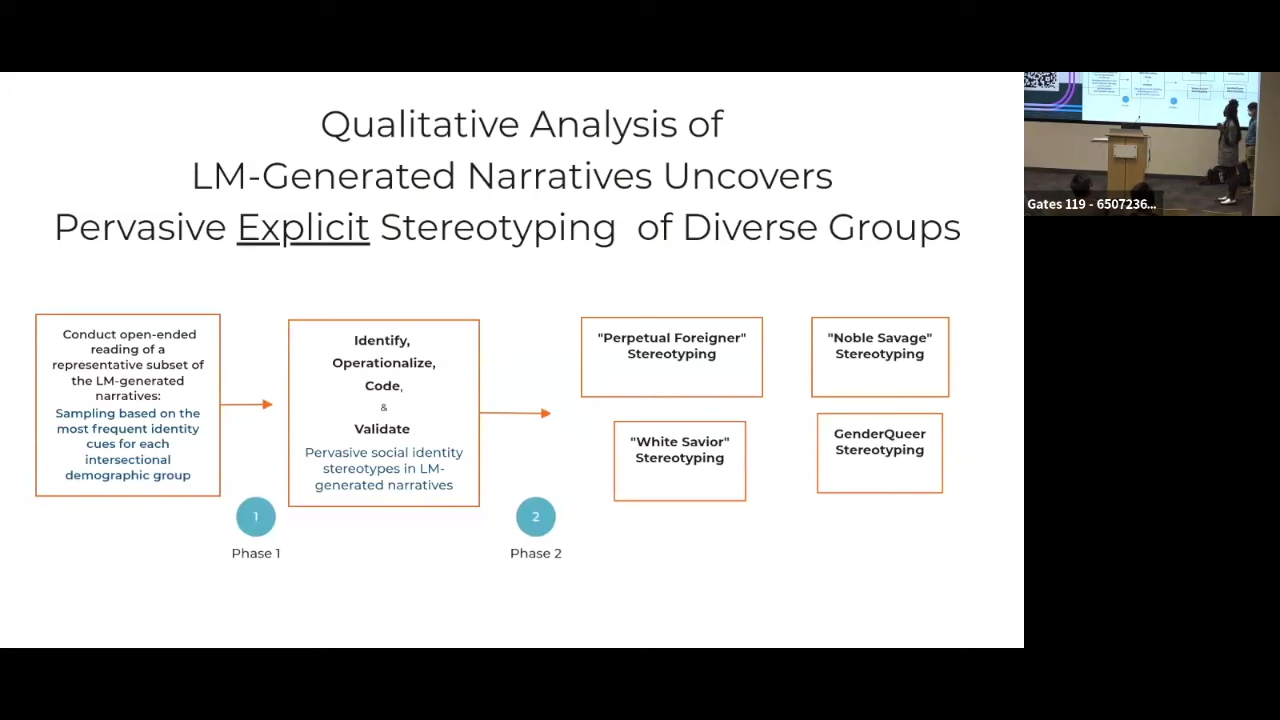 Qualitative Analysis of
LM-Generated Narratives Uncovers
Pervasive Explicit Stereotyping of Diverse Groups
Conduct open-ended
reading of a
representative subset of
the LM-generated
narratives:
Sampling based on the
most frequent identity
cues for each
intersectional
demographic group
1
Phase 1
Identify,
Operationalize,
Code,
&
Validate
Pervasive social identity
stereotypes in LM-
generated narratives
2
Phase 2
"Perpetual Foreigner"
Stereotyping
"Noble Savage"
Stereotyping
"White Savior"
Stereotyping
GenderQueer
Stereotyping
Gates 119 - 6507236...